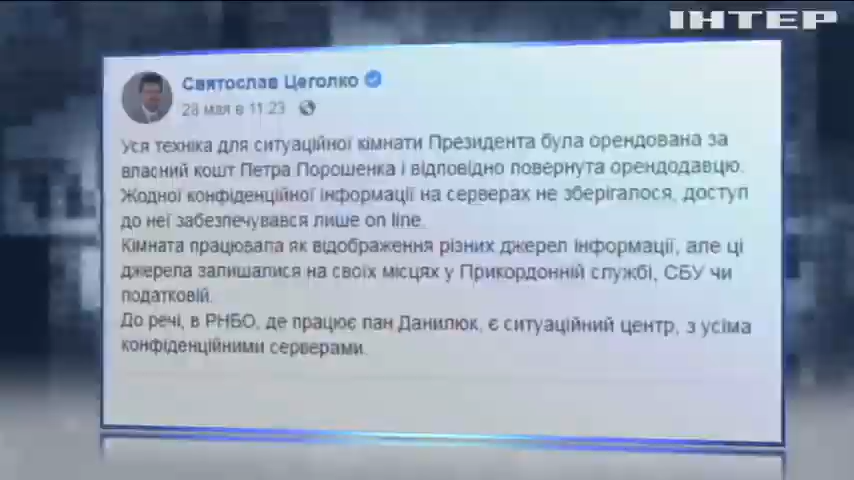 ІНТЕР
Святослав Цеголко
28 мая в 11:23
Уся техніка для ситуаційної кімнати Президента була орендована за
власний кошт Петра Порошенка і відповідно повернута орендодавцю.
Жодної конфіденційної інформації на серверах не зберігалося, доступ
до неї забезпечувався лише on line.
Кімната працювала як відображення різних джерел інформації, але ці
джерела залишалися на своїх місцях у Прикордонній службі, СБУ чи
податковій.
До речі, в РНБО, де працює пан Данилюк, є ситуаційний центр, з усіма
конфіденційними серверами.